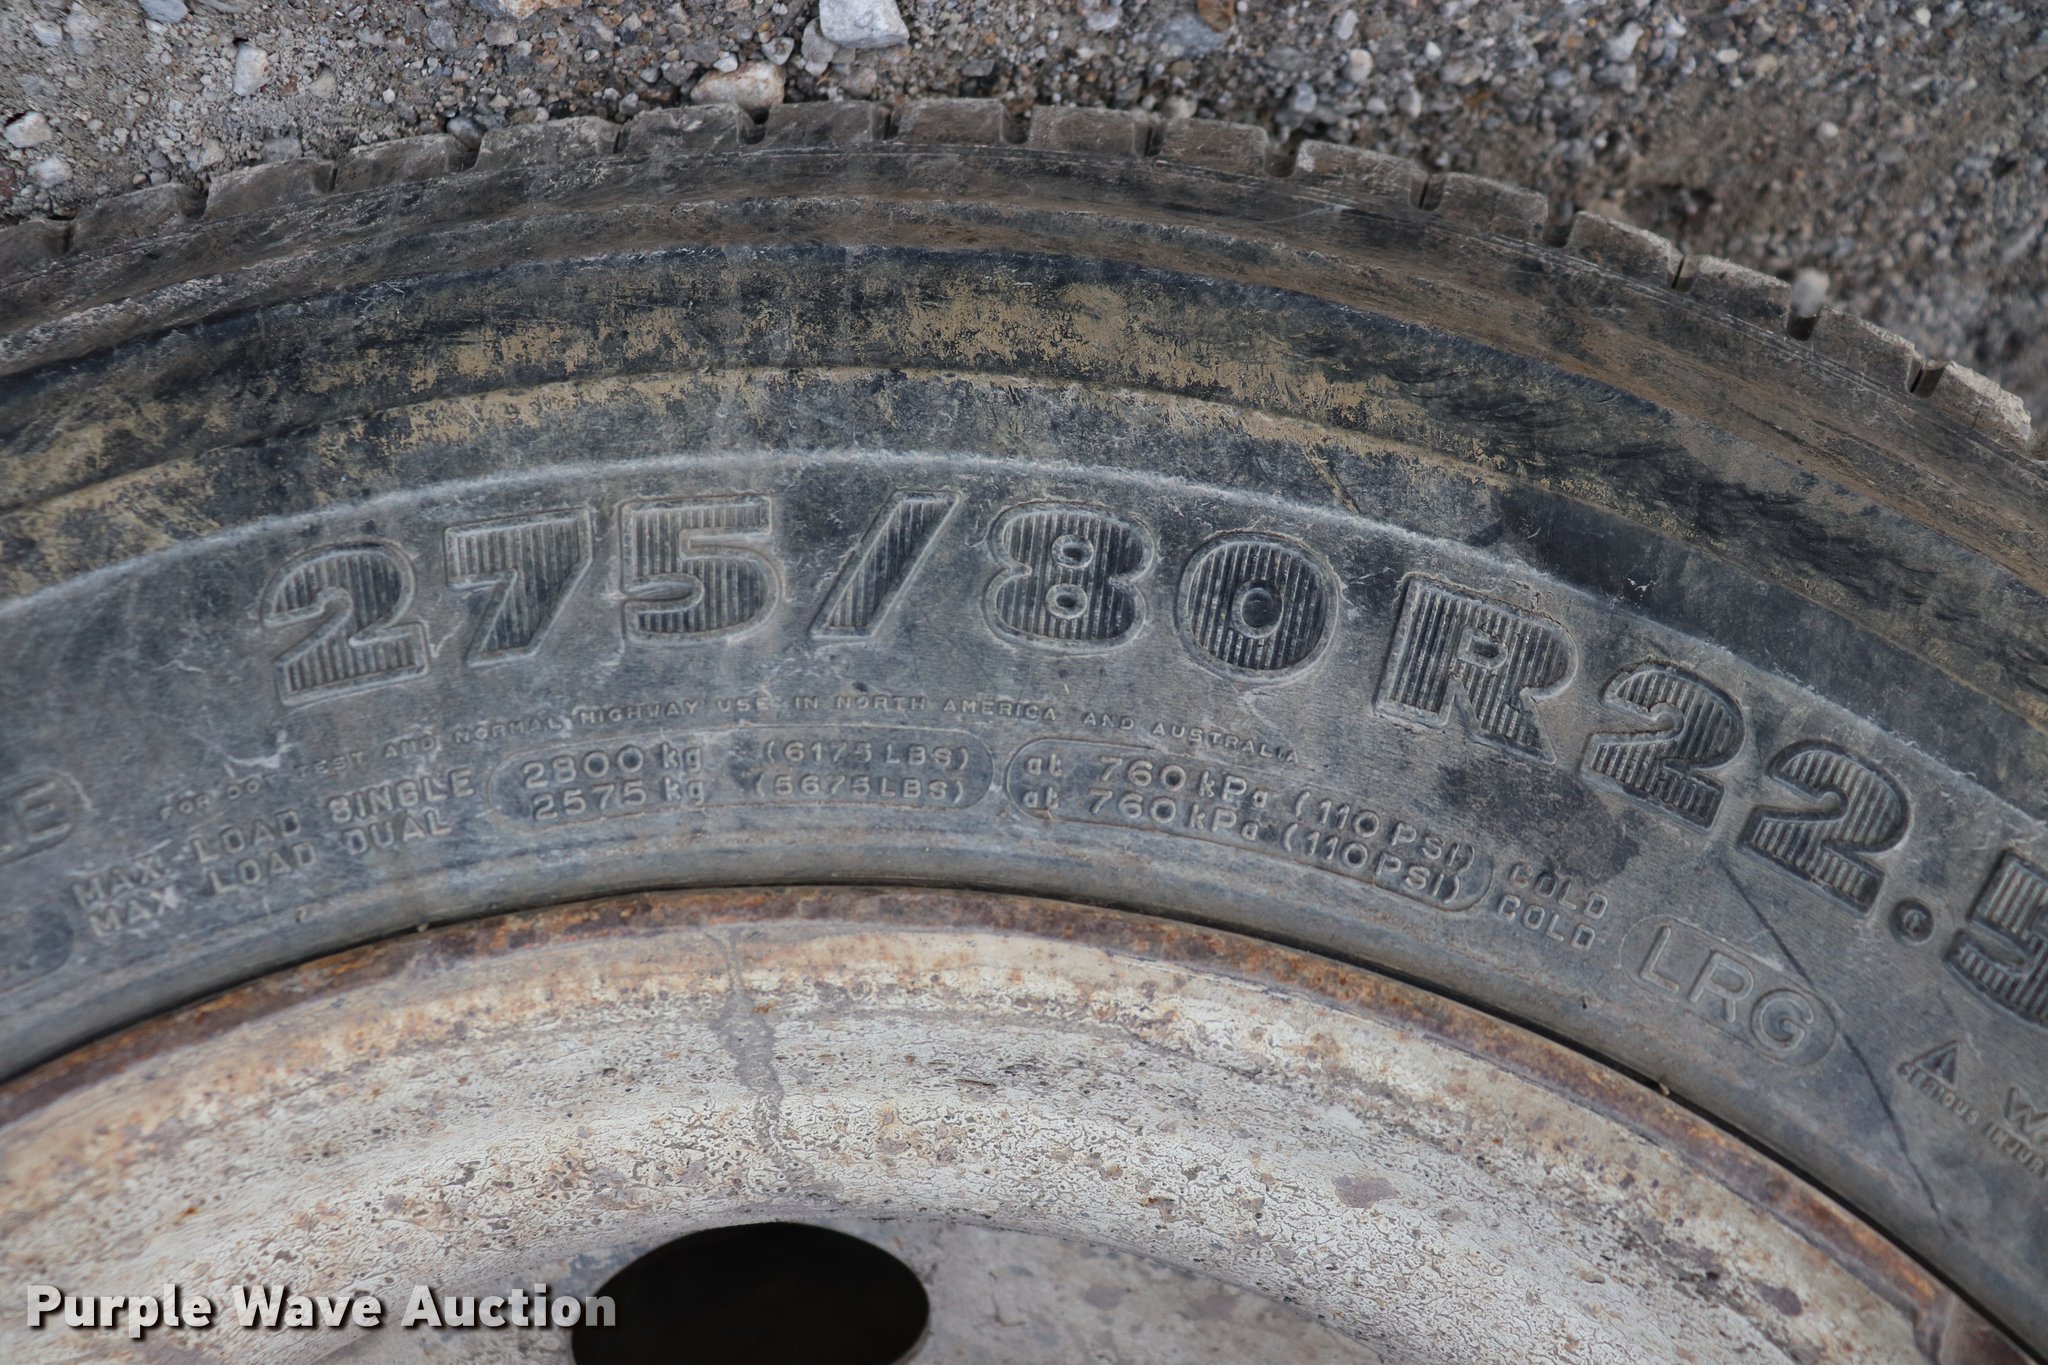 275/80R22.5
FOR DOT TEST AND NORMAL HIGHWAY USE IN NORTH AMERICA AND AUSTRALIA
MAX. LOAD SINGLE 2800 kg (6175 LBS) at 760 kPa (110 PSI) COLD
MAX. LOAD DUAL 2575 kg (5675 LBS) at 760 kPa (110 PSI) COLD
LRG
SERIOUS INJUR
Purple Wave Auction